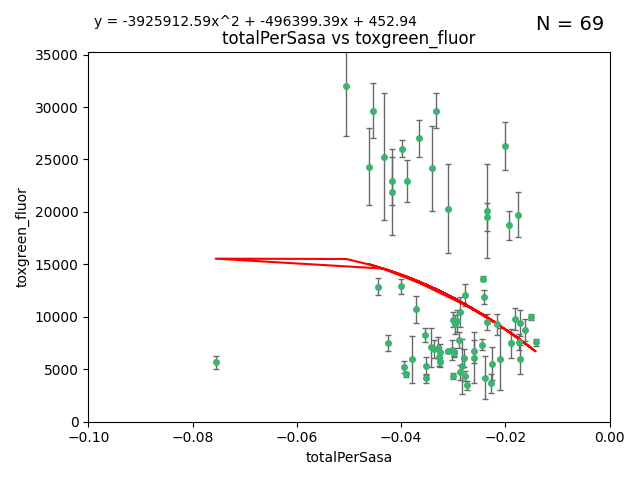 y = -3925912.59x^2 + -496399.39x + 452.94
N = 69
totalPerSasa vs toxgreen_fluor
35000
30000
25000
20000
15000
10000
5000
0
toxgreen_fluor
−0.10 −0.08 −0.06 −0.04 −0.02 0.00
totalPerSasa